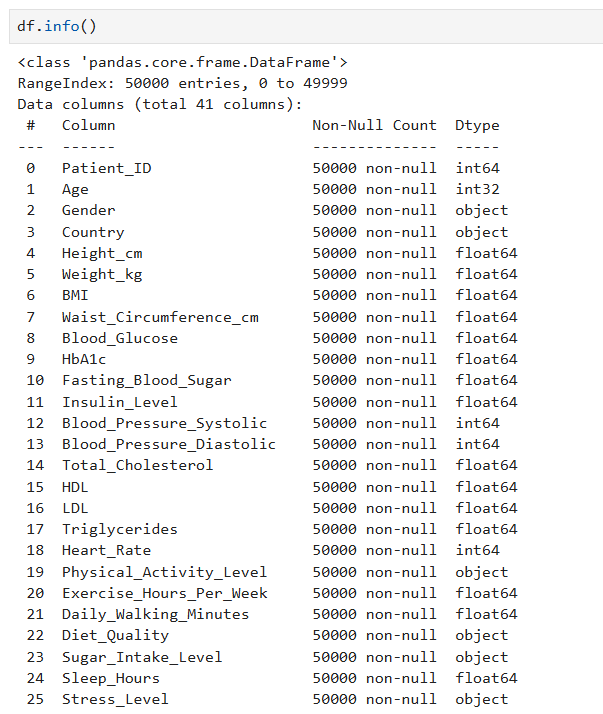 df.info()
<class 'pandas.core.frame.DataFrame'>
RangeIndex: 50000 entries, 0 to 49999
Data columns (total 41 columns):
 #   Column                    Non-Null Count  Dtype
---  ------                    --------------  -----
 0   Patient_ID                50000 non-null  int64
 1   Age                       50000 non-null  int32
 2   Gender                    50000 non-null  object
 3   Country                   50000 non-null  object
 4   Height_cm                 50000 non-null  float64
 5   Weight_kg                 50000 non-null  float64
 6   BMI                       50000 non-null  float64
 7   Waist_Circumference_cm    50000 non-null  float64
 8   Blood_Glucose             50000 non-null  float64
 9   HbA1c                     50000 non-null  float64
 10  Fasting_Blood_Sugar       50000 non-null  float64
 11  Insulin_Level             50000 non-null  float64
 12  Blood_Pressure_Systolic   50000 non-null  int64
 13  Blood_Pressure_Diastolic  50000 non-null  int64
 14  Total_Cholesterol         50000 non-null  float64
 15  HDL                       50000 non-null  float64
 16  LDL                       50000 non-null  float64
 17  Triglycerides             50000 non-null  float64
 18  Heart_Rate                50000 non-null  int64
 19  Physical_Activity_Level   50000 non-null  object
 20  Exercise_Hours_Per_Week   50000 non-null  float64
 21  Daily_Walking_Minutes     50000 non-null  float64
 22  Diet_Quality              50000 non-null  object
 23  Sugar_Intake_Level        50000 non-null  object
 24  Sleep_Hours               50000 non-null  float64
 25  Stress_Level              50000 non-null  object